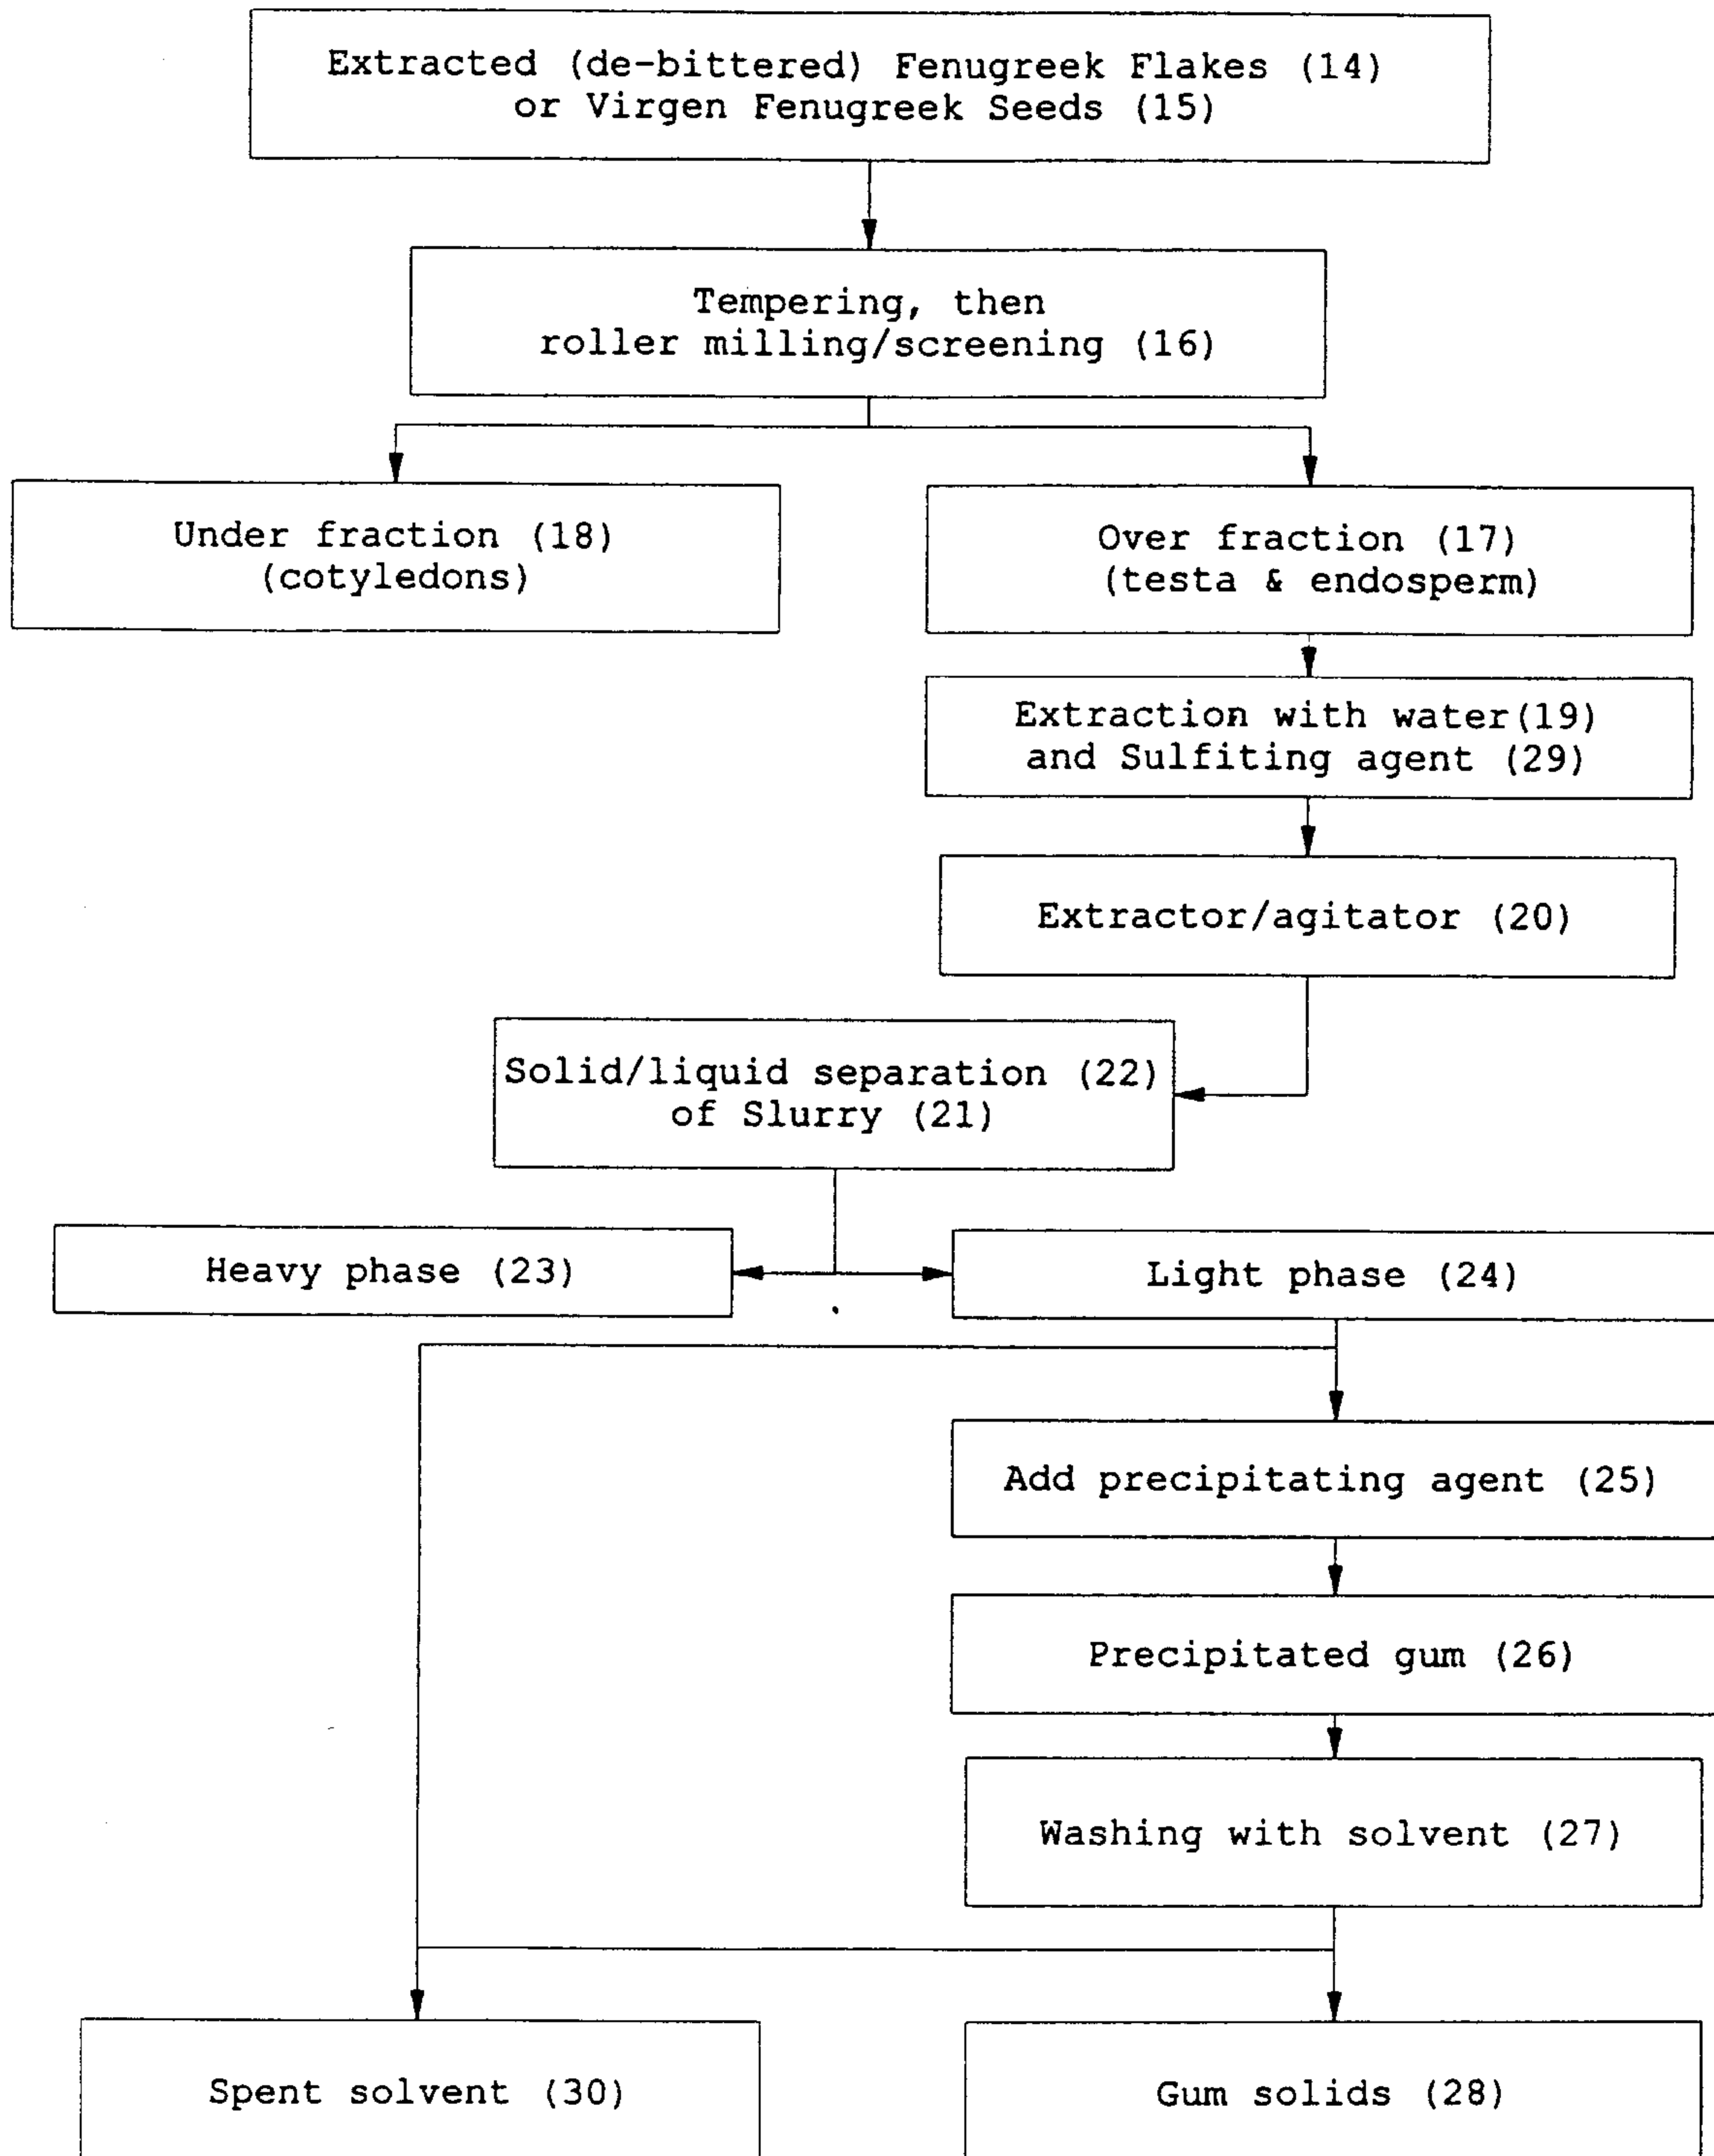 Extracted (de-bittered) Fenugreek Flakes (14)
or Virgen Fenugreek Seeds (15)
Tempering, then
roller milling/screening (16)
Under fraction (18)
(cotyledons)
Over fraction (17)
(testa & endosperm)
Extraction with water(19)
and Sulfiting agent (29)
Extractor/agitator (20)
Solid/liquid separation (22)
of Slurry (21)
Heavy phase (23)
Light phase (24)
Add precipitating agent (25)
Precipitated gum (26)
Washing with solvent (27)
Spent solvent (30)
Gum solids (28)